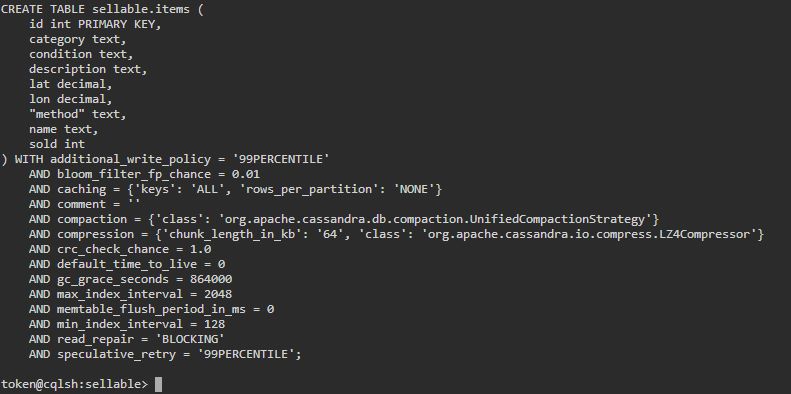 CREATE TABLE sellable.items (
    id int PRIMARY KEY,
    category text,
    condition text,
    description text,
    lat decimal,
    lon decimal,
    "method" text,
    name text,
    sold int
) WITH additional_write_policy = '99PERCENTILE'
    AND bloom_filter_fp_chance = 0.01
    AND caching = {'keys': 'ALL', 'rows_per_partition': 'NONE'}
    AND comment = ''
    AND compaction = {'class': 'org.apache.cassandra.db.compaction.UnifiedCompactionStrategy'}
    AND compression = {'chunk_length_in_kb': '64', 'class': 'org.apache.cassandra.io.compress.LZ4Compressor'}
    AND crc_check_chance = 1.0
    AND default_time_to_live = 0
    AND gc_grace_seconds = 864000
    AND max_index_interval = 2048
    AND memtable_flush_period_in_ms = 0
    AND min_index_interval = 128
    AND read_repair = 'BLOCKING'
    AND speculative_retry = '99PERCENTILE';
token@cqlsh:sellable>